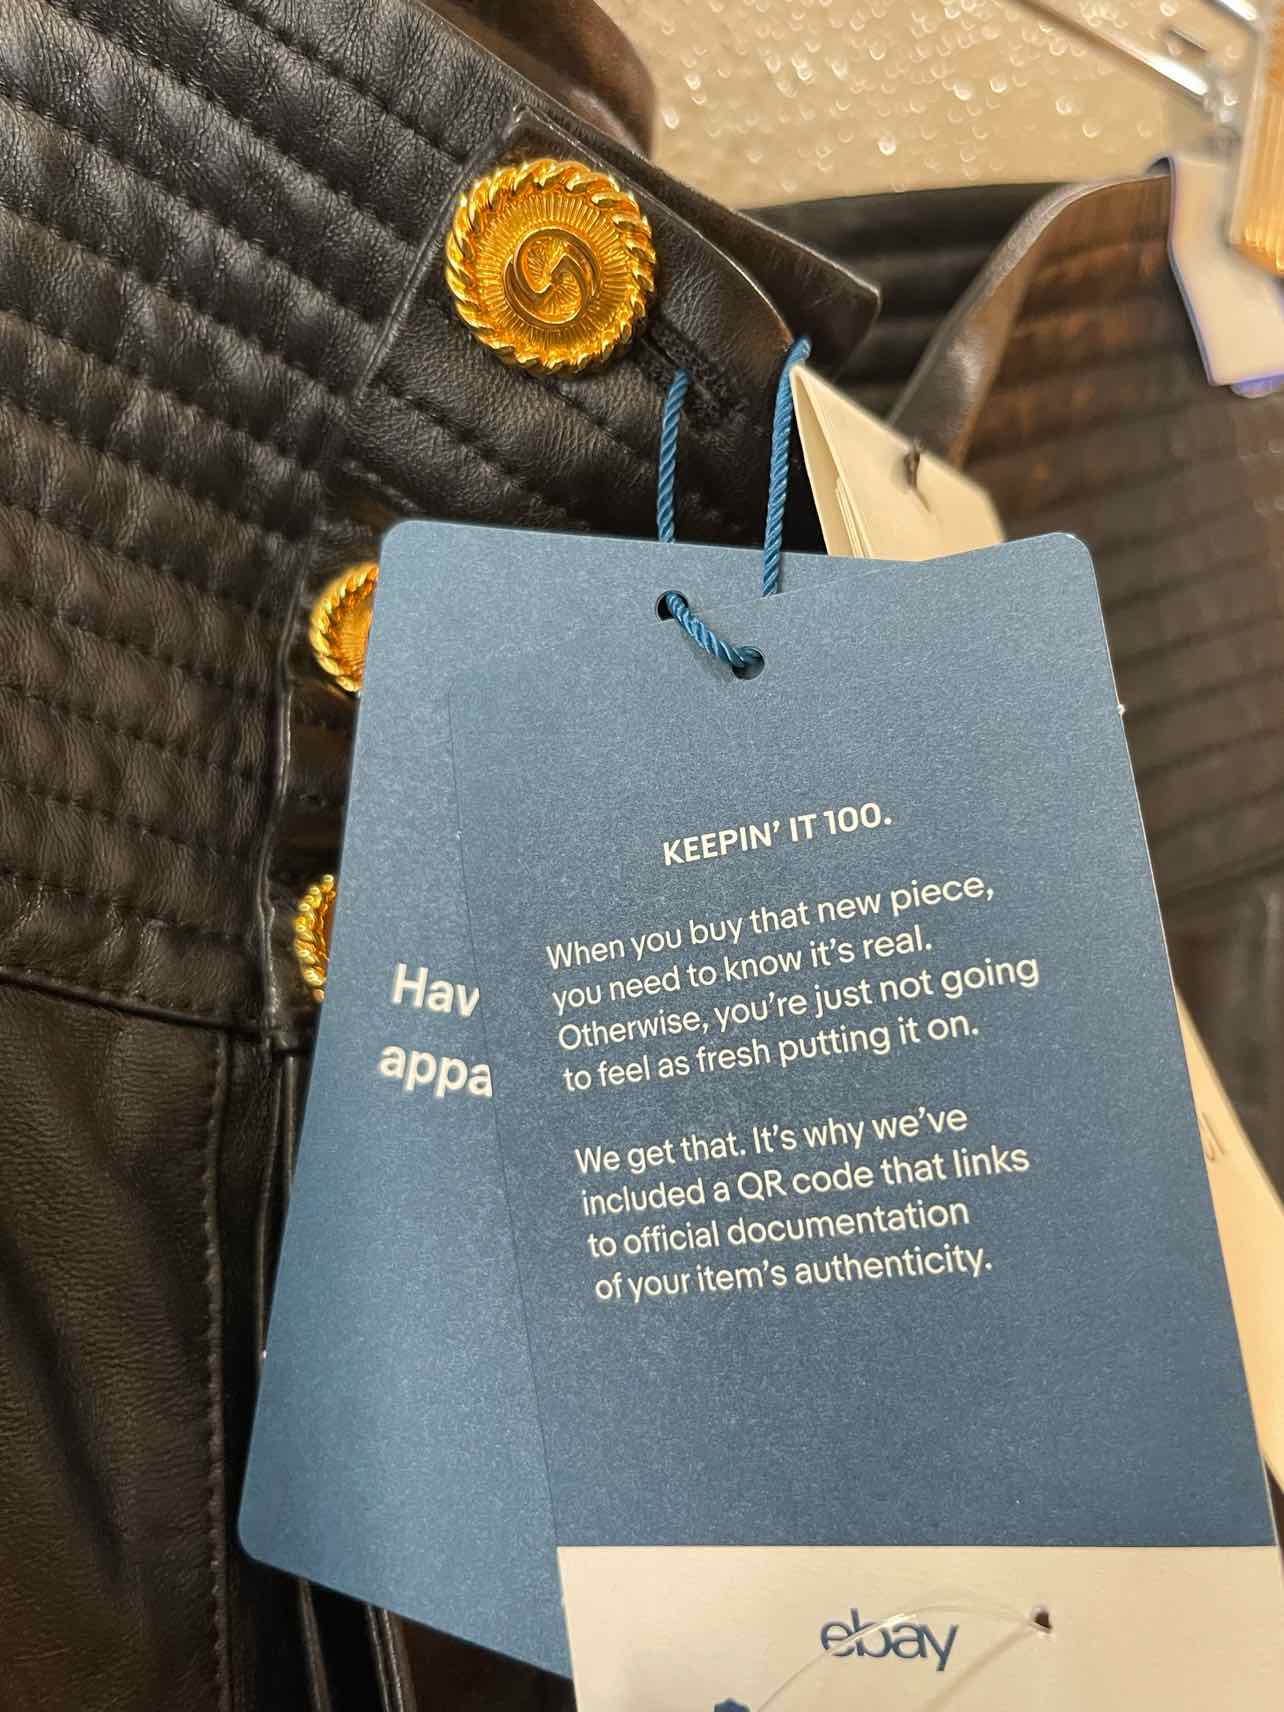 KEEPIN' IT 100.
When you buy that new piece,
you need to know it's real.
Otherwise, you're just not going
to feel as fresh putting it on.
We get that. It's why we've
included a QR code that links
to official documentation
of your item's authenticity.
Hav
appa
ebay